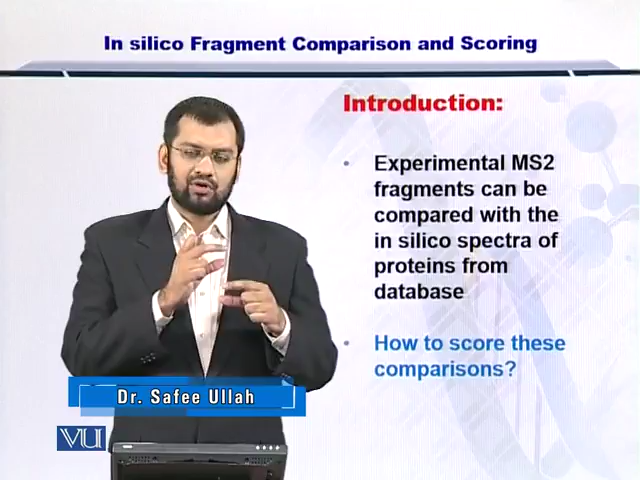 In silico Fragment Comparison and Scoring
Introduction:
• Experimental MS2
fragments can be
compared with the
in silico spectra of
proteins from
database
• How to score these
comparisons?
Dr. Safee Ullah
VU